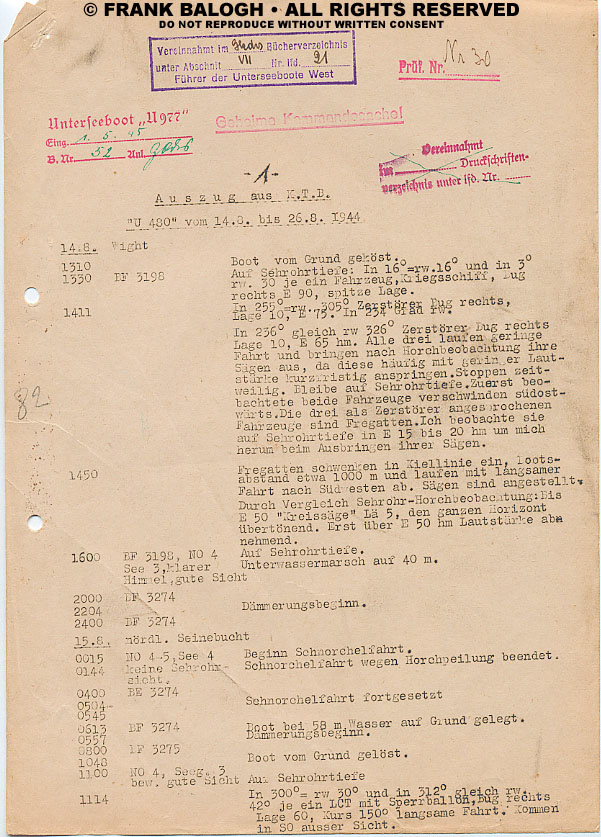 © FRANK BALOGH • ALL RIGHTS RESERVED
DO NOT REPRODUCE WITHOUT WRITTEN CONSENT
Vereinnahmt im Bücherverzeichnis
unter Abschnitt VII Nr. lfd. 21
Führer der Unterseeboote West
Prüf. Nr. Nr 30
Unterseeboot „U977"
Eing. 1. 5. 45
B. Nr. 52 Anl.
Geheime Kommandosache!
Vereinnahmt
im Druckschriften-
verzeichnis unter lfd. Nr.
-1-
Auszug aus K.T.B.
"U 480" vom 14.8. bis 26.8. 1944
14.8. Wight
1310 Boot vom Grund gelöst.
1330 BF 3198 Auf Sehrohrtiefe: In 16°=rw.16° und in 3°
rw. 30 je ein Fahrzeug, Kriegsschiff, Bug
rechts E 90, spitze Lage.
1411 In 255°=rw. 305° Zerstörer Bug rechts,
Lage 10, E 75. In 234 Grad rw.
In 236° gleich rw 326° Zerstörer Bug rechts
Lage 10, E 65 hm. Alle drei laufen geringe
Fahrt und bringen nach Horchbeobachtung ihre
Sägen aus, da diese häufig mit geringer Laut-
stärke kurzfristig anspringen. Stoppen zeit-
weilig. Bleibe auf Sehrohrtiefe. Zuerst beo-
bachtete beide Fahrzeuge verschwinden südost-
wärts. Die drei als Zerstörer angesprochenen
Fahrzeuge sind Fregatten. Ich beobachte sie
auf Sehrohrtiefe in E 15 bis 20 hm um mich
herum beim Ausbringen ihrer Sägen.
82
1450 Fregatten schwenken in Kiellinie ein, Boots-
abstand etwa 1000 m und laufen mit langsamer
Fahrt nach Südwesten ab. Sägen sind angestellt.
Durch Vergleich Sehrohr-Horchbeobachtung: Bis
E 50 "Kreissäge" Lä 5, den ganzen Horizont
übertönend. Erst über E 50 hm Lautstärke abn
nehmend.
1600 BF 3198, NO 4 Auf Sehrohrtiefe.
See 3, klarer Unterwassermarsch auf 40 m.
Himmel, gute Sicht
2000 BF 3274
2204 Dämmerungsbeginn.
2400 BF 3274
15.8. nördl. Seinebucht
0015 NO 4-5, See 4 Beginn Schnorchelfahrt.
0144 keine Sehrohr- Schnorchelfahrt wegen Horchpeilung beendet.
sicht.
0400 BF 3274
0504- Schnorchelfahrt fortgesetzt
0545
0613 BF 3274 Boot bei 58 m Wasser auf Grund gelegt.
0557 Dämmerungsbeginn.
0800 BF 3275
1048 Boot vom Grund gelöst.
1100 NO 4, Seeg. 3 Auf Sehrohrtiefe
bew. gute Sicht
1114 In 300°= rw 30° und in 312° gleich rw.
42° je ein LCT mit Sperrballon, Bug rechts
Lage 60, Kurs 150° langsame Fahrt. Kommen
in SO ausser Sicht.